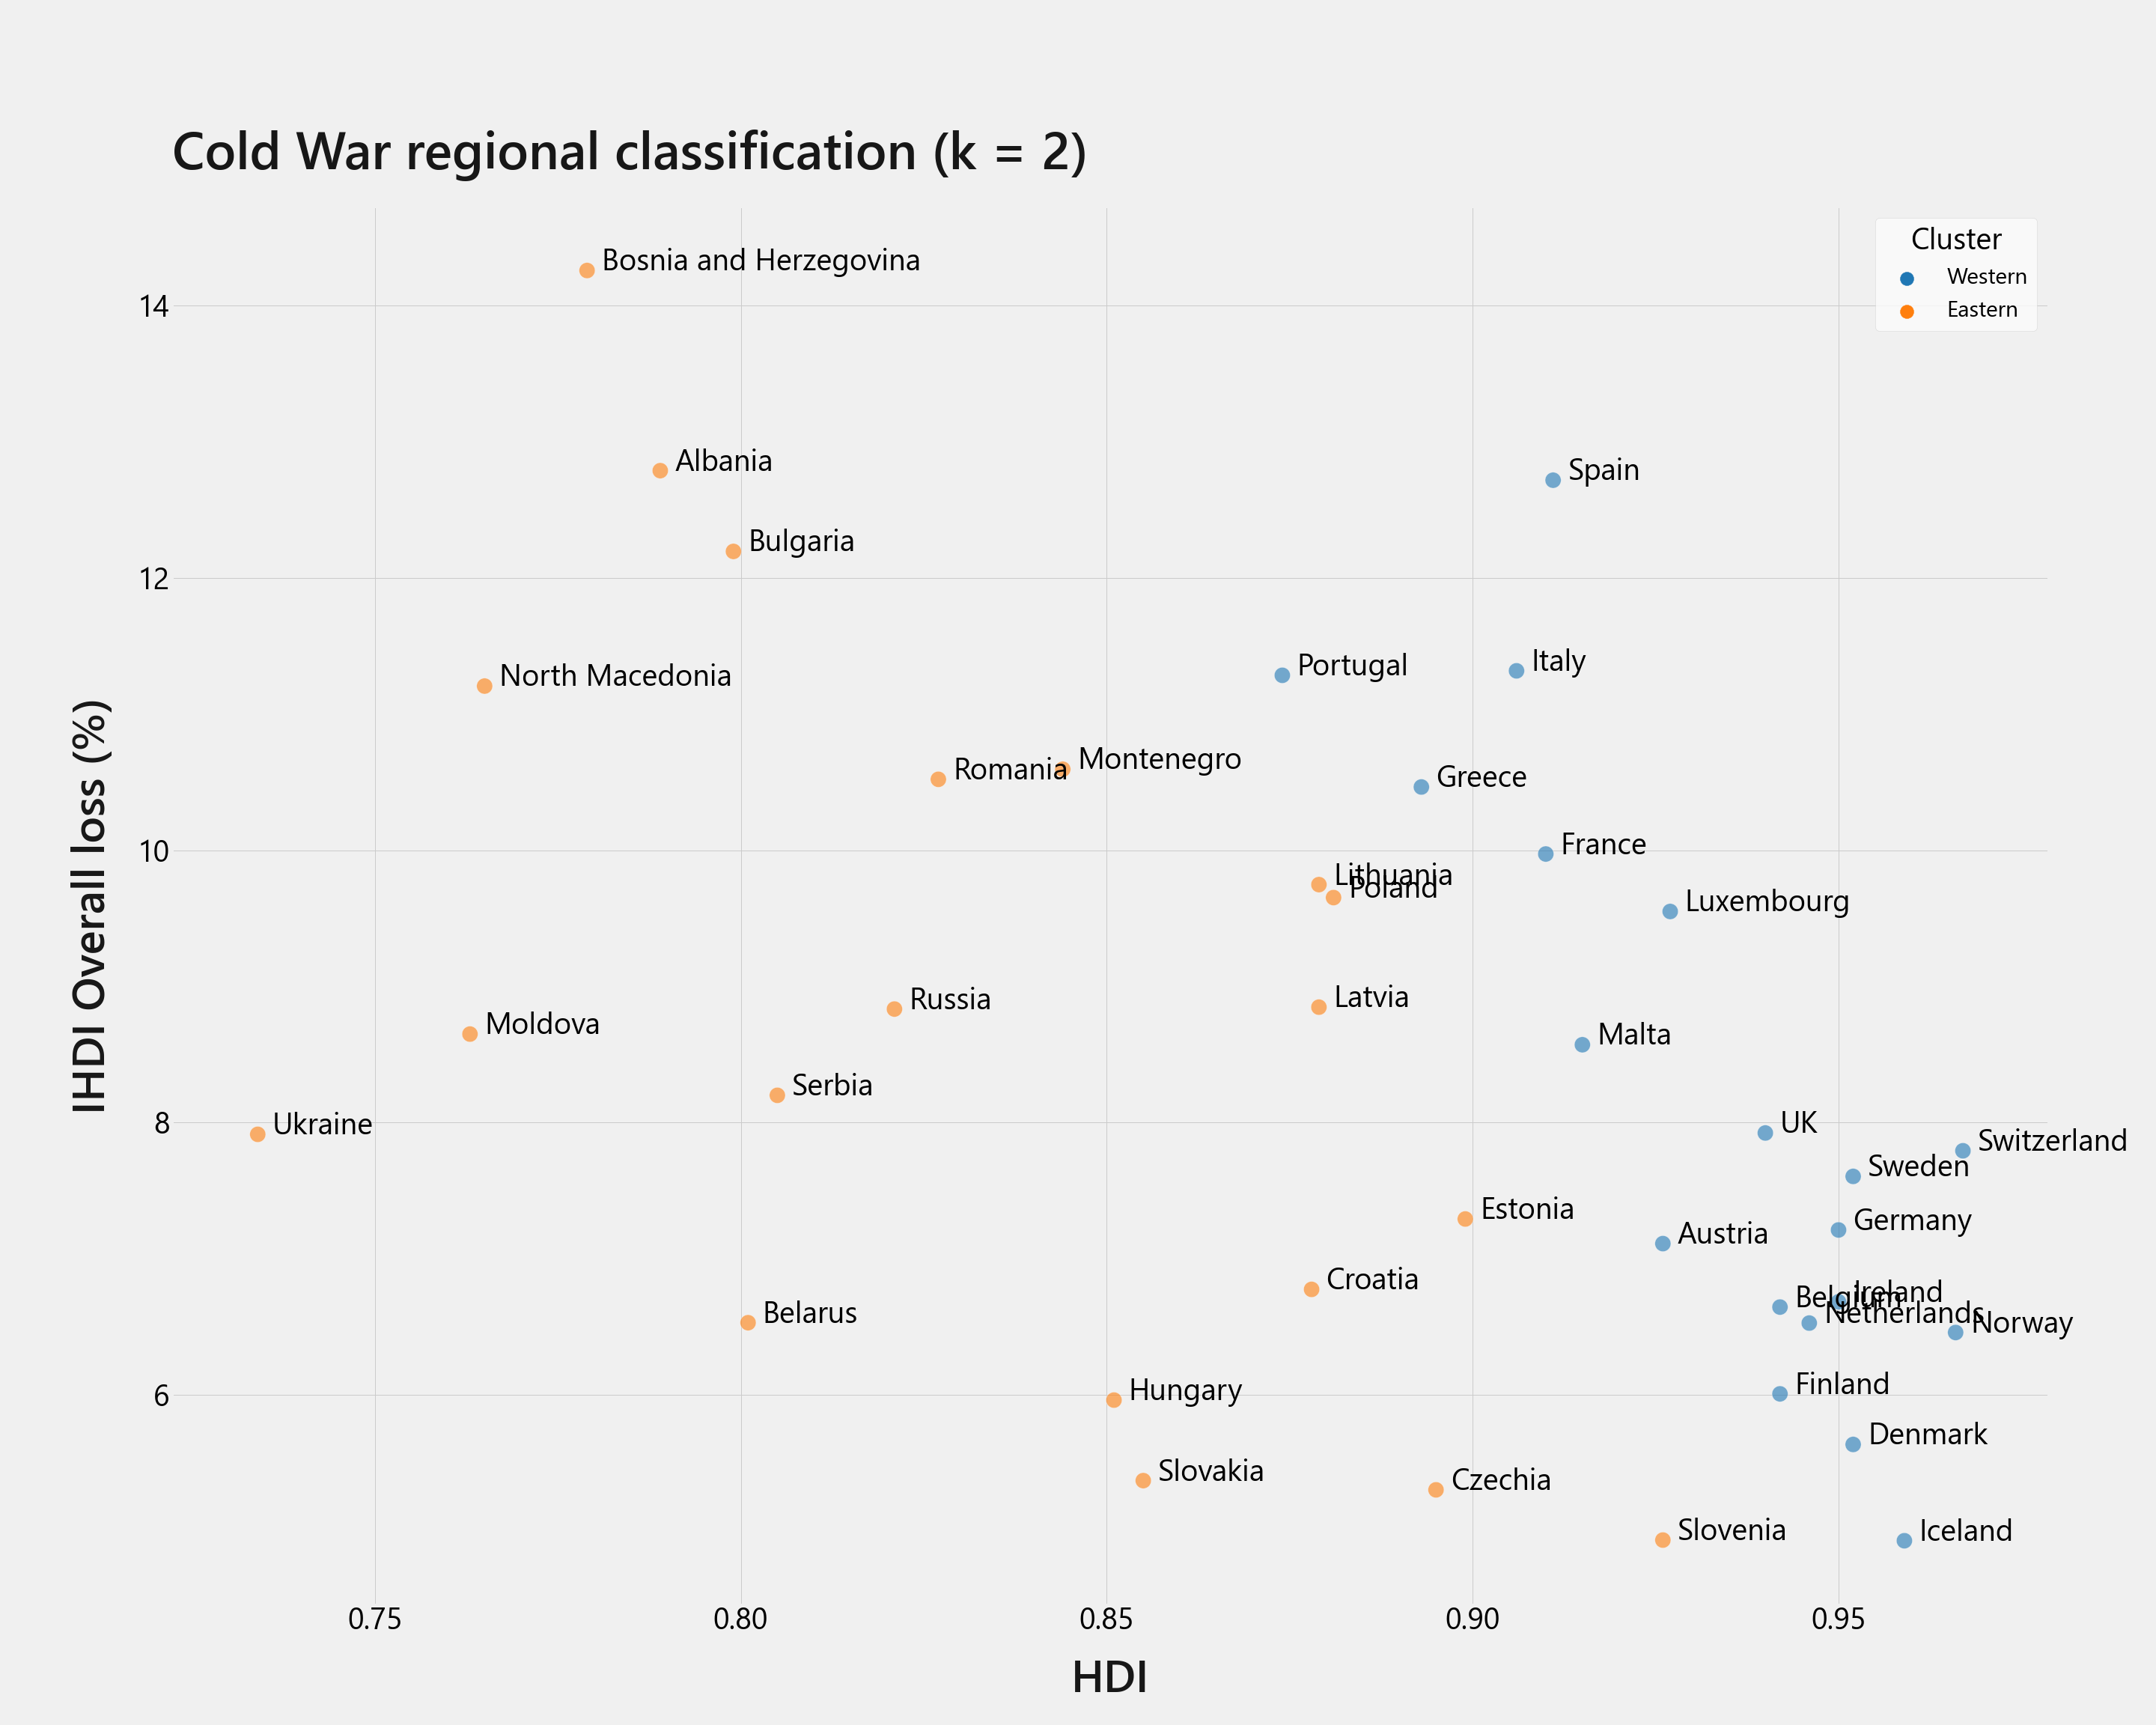 Cold War regional classification (k = 2)
Cluster
Western
Eastern
IHDI Overall loss (%)
14
12
10
8
6
Bosnia and Herzegovina
Albania
Spain
Bulgaria
North Macedonia
Portugal
Italy
Romania
Montenegro
Greece
France
Lithuania
Poland
Luxembourg
Russia
Latvia
Moldova
Malta
Serbia
Ukraine
UK
Switzerland
Sweden
Estonia
Germany
Austria
Croatia
Ireland
Belgium
Netherlands
Belarus
Norway
Hungary
Finland
Denmark
Slovakia
Czechia
Slovenia
Iceland
0.75
0.80
0.85
0.90
0.95
HDI